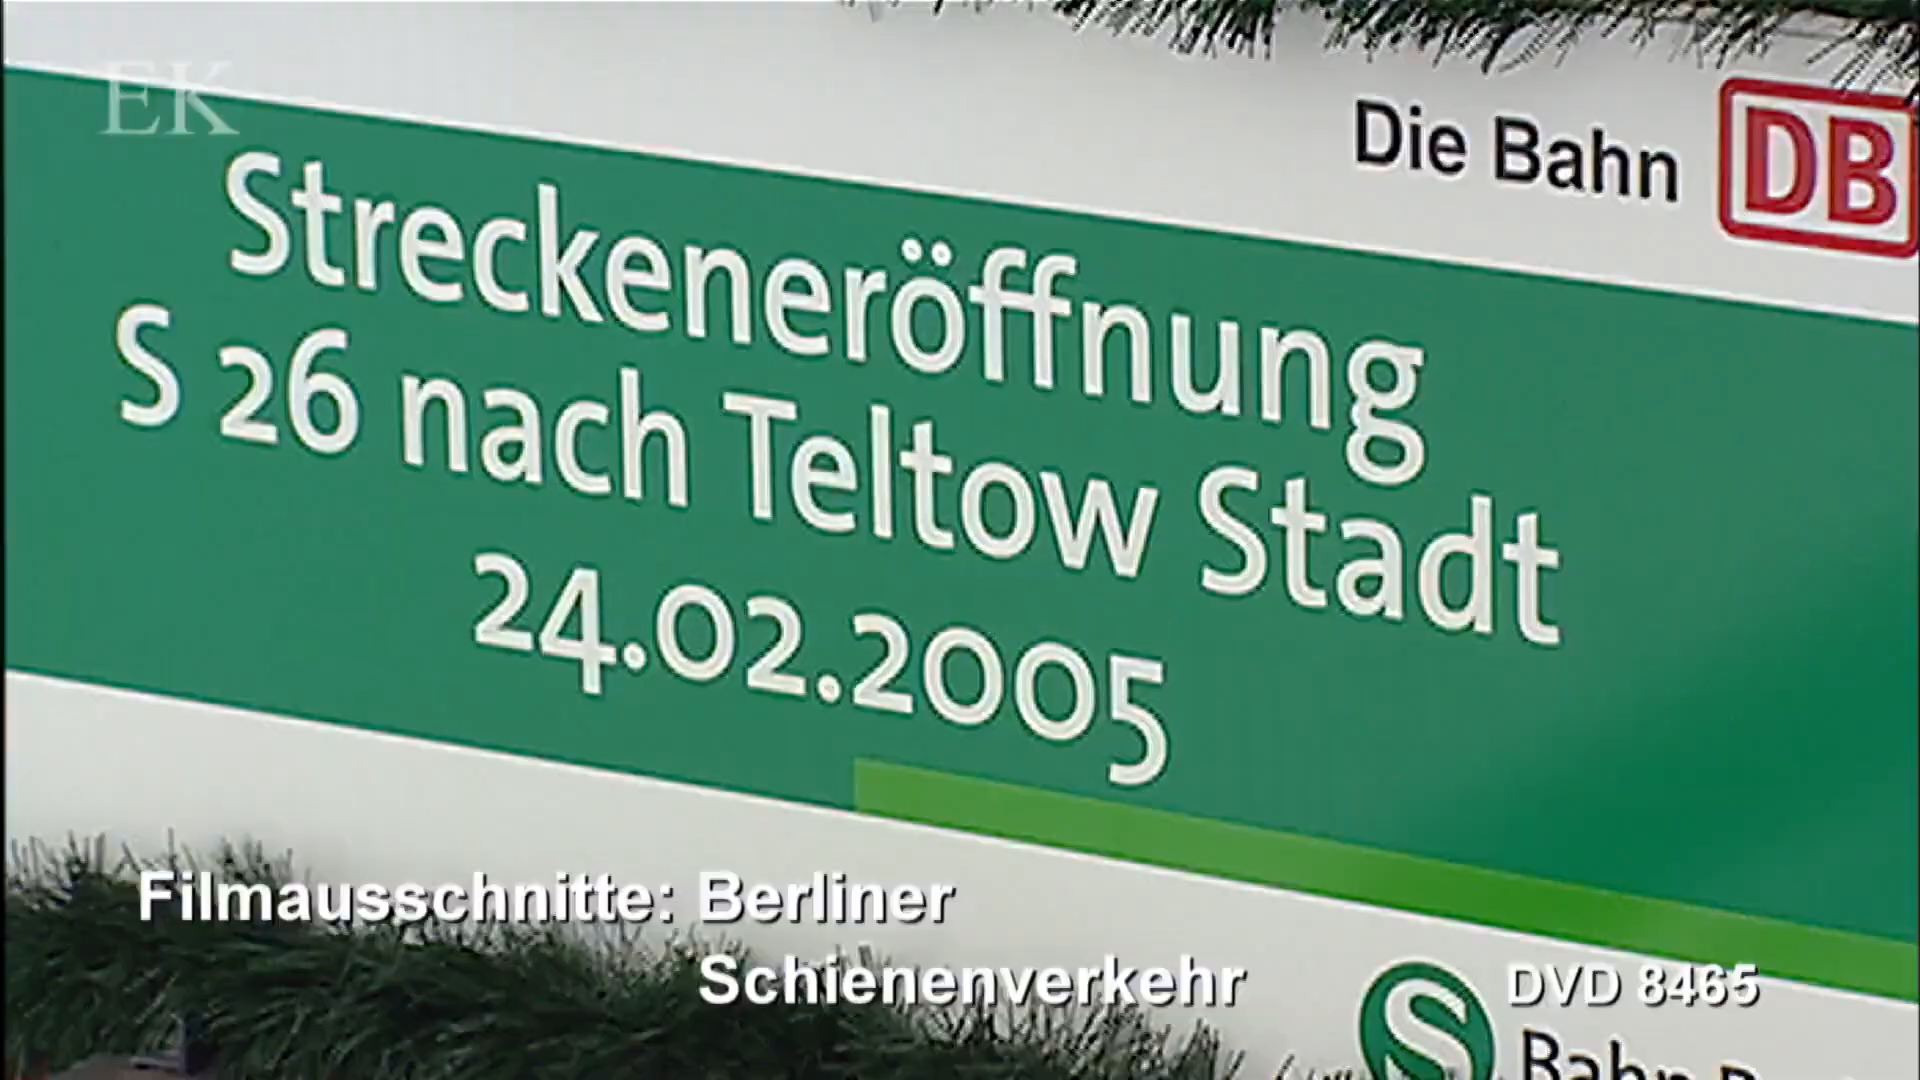 EK
Die Bahn DB
Streckeneröffnung
S 26 nach Teltow Stadt
24.02.2005
Filmausschnitte: Berliner
Schienenverkehr
DVD 8465
S